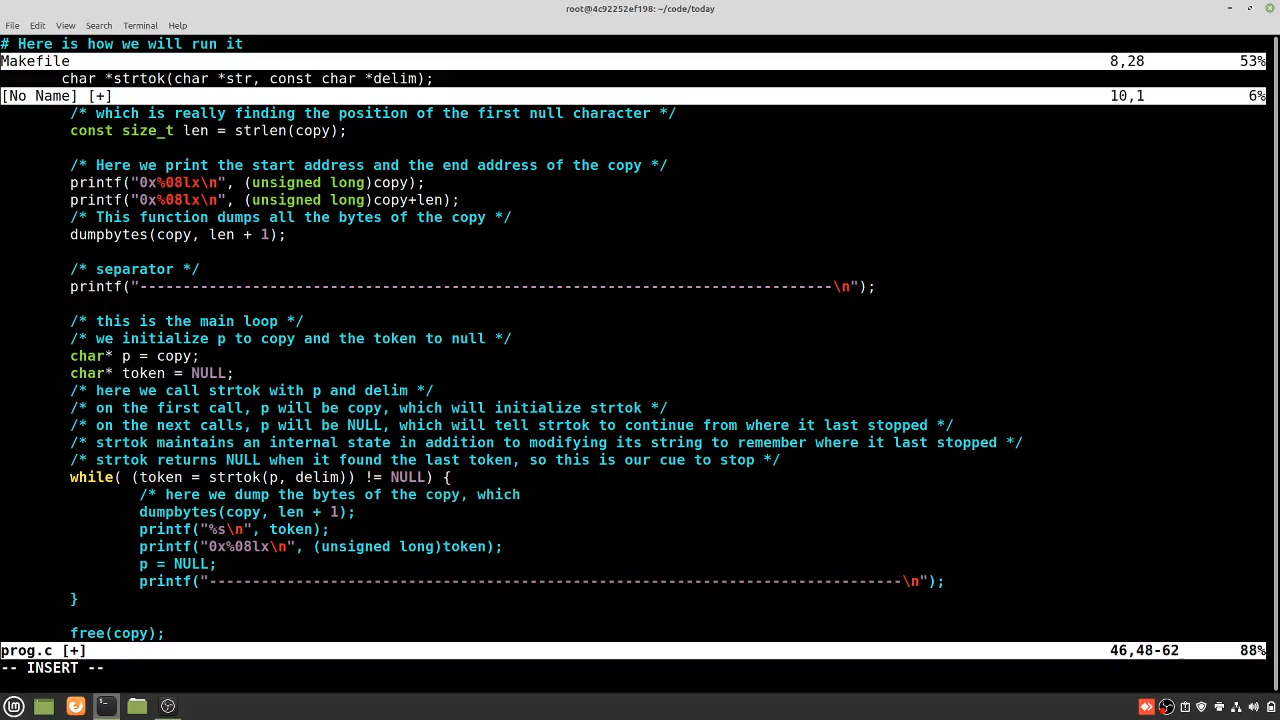 root@4c92252ef198: ~/code/today
File Edit View Search Terminal Help
# Here is how we will run it
Makefile 8,28 53%
char *strtok(char *str, const char *delim);
[No Name] [+] 10,1 6%
/* which is really finding the position of the first null character */
const size_t len = strlen(copy);
/* Here we print the start address and the end address of the copy */
printf("0x%08lx\n", (unsigned long)copy);
printf("0x%08lx\n", (unsigned long)copy+len);
/* This function dumps all the bytes of the copy */
dumpbytes(copy, len + 1);
/* separator */
printf("--------------------------------------------------------------------------------\n");
/* this is the main loop */
/* we initialize p to copy and the token to null */
char* p = copy;
char* token = NULL;
/* here we call strtok with p and delim */
/* on the first call, p will be copy, which will initialize strtok */
/* on the next calls, p will be NULL, which will tell strtok to continue from where it last stopped */
/* strtok maintains an internal state in addition to modifying its string to remember where it last stopped */
/* strtok returns NULL when it found the last token, so this is our cue to stop */
while( (token = strtok(p, delim)) != NULL) {
/* here we dump the bytes of the copy, which
dumpbytes(copy, len + 1);
printf("%s\n", token);
printf("0x%08lx\n", (unsigned long)token);
p = NULL;
printf("--------------------------------------------------------------------------------\n");
}
free(copy);
prog.c [+] 46,48-62 88%
-- INSERT --